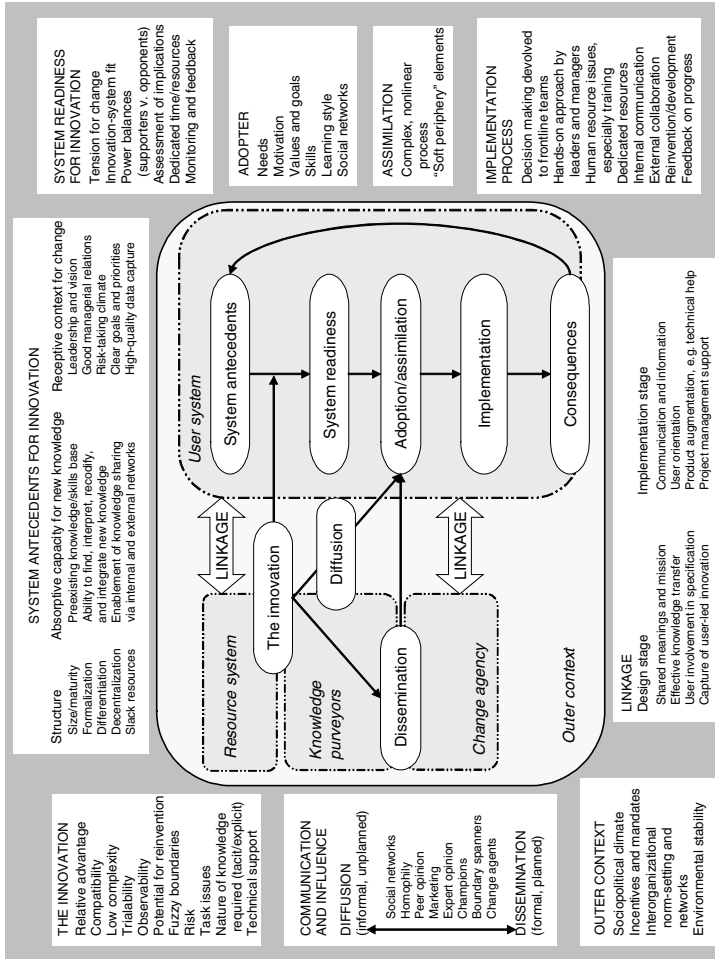 THE INNOVATION
Relative advantage
Compatibility
Low complexity
Trialability
Observability
Potential for reinvention
Fuzzy boundaries
Risk
Task issues
Nature of knowledge
required (tacit/explicit)
Technical support
COMMUNICATION
AND INFLUENCE
DIFFUSION
(informal, unplanned)
Social networks
Homophily
Peer opinion
Marketing
Expert opinion
Champions
Boundary spanners
Change agents
DISSEMINATION
(formal, planned)
OUTER CONTEXT
Sociopolitical climate
Incentives and mandates
Interorganizational
norm-setting and
networks
Environmental stability
SYSTEM ANTECEDENTS FOR INNOVATION
Structure
Size/maturity
Formalization
Differentiation
Decentralization
Slack resources
Absorptive capacity for new knowledge
Preexisting knowledge/skills base
Ability to find, interpret, recodify,
and integrate new knowledge
Enablement of knowledge sharing
via internal and external networks
Receptive context for change
Leadership and vision
Good managerial relations
Risk-taking climate
Clear goals and priorities
High-quality data capture
Resource system
Knowledge
purveyors
Change agency
Outer context
The innovation
Diffusion
Dissemination
LINKAGE
LINKAGE
User system
System antecedents
System readiness
Adoption/assimilation
Implementation
Consequences
LINKAGE
Design stage
Shared meanings and mission
Effective knowledge transfer
User involvement in specification
Capture of user-led innovation
Implementation stage
Communication and information
User orientation
Product augmentation, e.g. technical help
Project management support
SYSTEM READINESS
FOR INNOVATION
Tension for change
Innovation-system fit
Power balances
(supporters v. opponents)
Assessment of implications
Dedicated time/resources
Monitoring and feedback
ADOPTER
Needs
Motivation
Values and goals
Skills
Learning style
Social networks
ASSIMILATION
Complex, nonlinear
process
“Soft periphery” elements
IMPLEMENTATION
PROCESS
Decision making devolved
to frontline teams
Hands-on approach by
leaders and managers
Human resource issues,
especially training
Dedicated resources
Internal communication
External collaboration
Reinvention/development
Feedback on progress